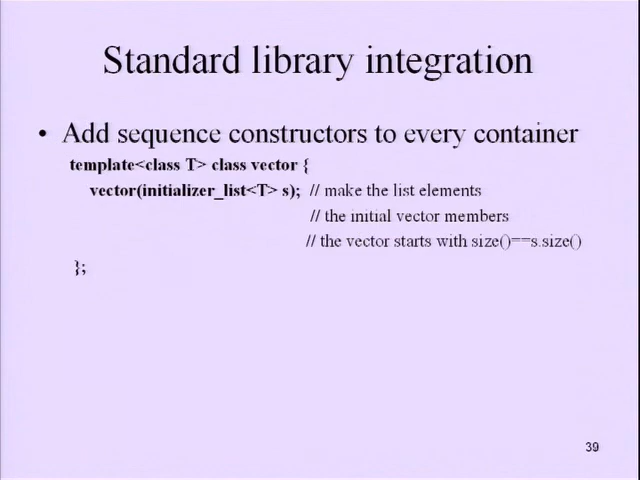 Standard library integration
• Add sequence constructors to every container
template<class T> class vector {
vector(initializer_list<T> s); // make the list elements
// the initial vector members
// the vector starts with size()==s.size()
};
39